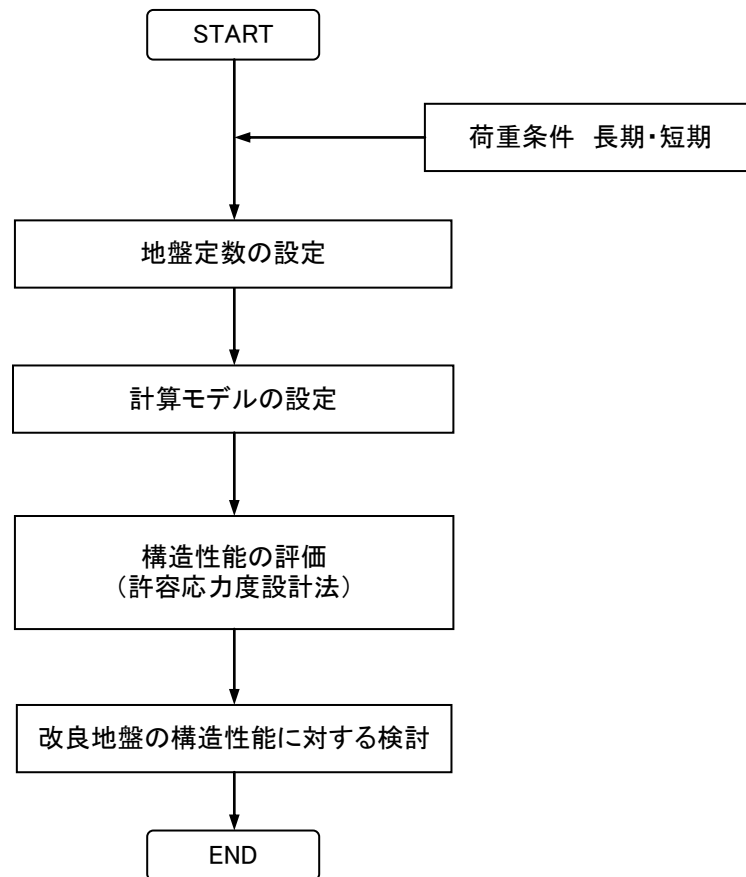 START
荷重条件　長期・短期
地盤定数の設定
計算モデルの設定
構造性能の評価
（許容応力度設計法）
改良地盤の構造性能に対する検討
END